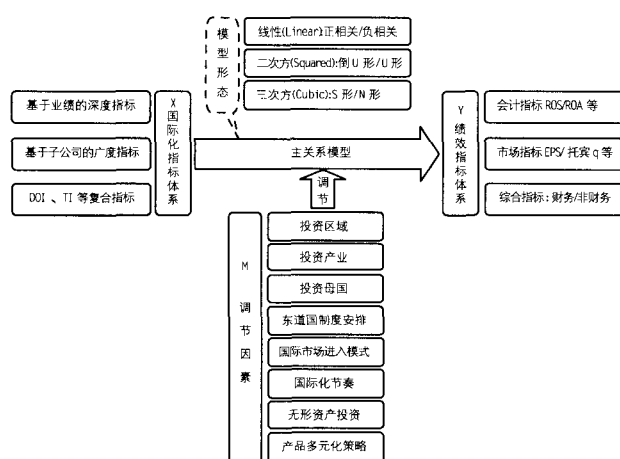 模型形态
线性(Linear):正相关/负相关
二次方(Squared):倒U形/U形
三次方(Cubic):S形/N形
基于业绩的深度指标
基于子公司的广度指标
DOI、TI等复合指标
X国际化指标体系
主关系模型
Y绩效指标体系
会计指标ROS/ROA等
市场指标EPS/托宾q等
综合指标:财务/非财务
调节
M调节因素
投资区域
投资产业
投资母国
东道国制度安排
国际市场进入模式
国际化节奏
无形资产投资
产品多元化策略